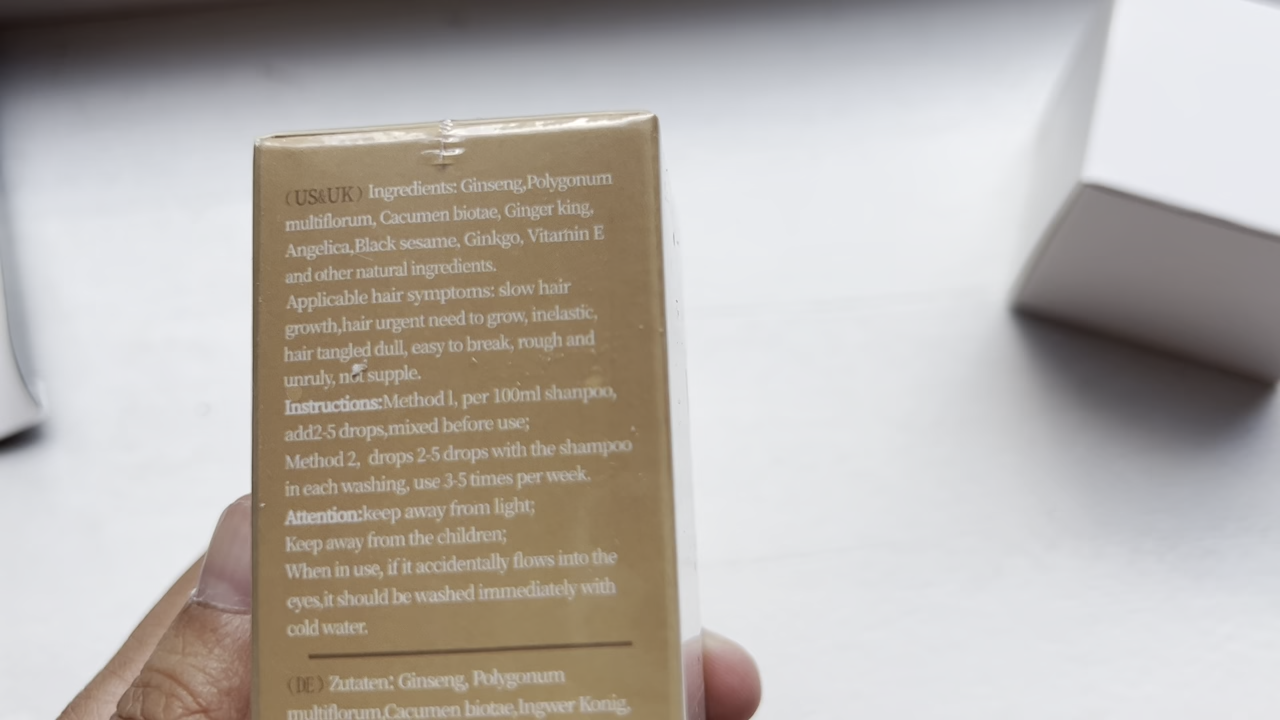 (US&UK) Ingredients: Ginseng,Polygonum
multiflorum, Cacumen biotae, Ginger king,
Angelica,Black sesame, Ginkgo, Vitamin E
and other natural ingredients.
Applicable hair symptoms: slow hair
growth,hair urgent need to grow, inelastic,
hair tangled dull, easy to break, rough and
unruly, not supple.
Instructions:Method 1, per 100ml shanpoo,
add2-5 drops,mixed before use;
Method 2, drops 2-5 drops with the shampoo
in each washing, use 3-5 times per week.
Attention:keep away from light;
Keep away from the children;
When in use, if it accidentally flows into the
eyes,it should be washed immediately with
cold water.
(DE) Zutaten: Ginseng, Polygonum
multiflorum,Cacumen biotae,Ingwer Konig,